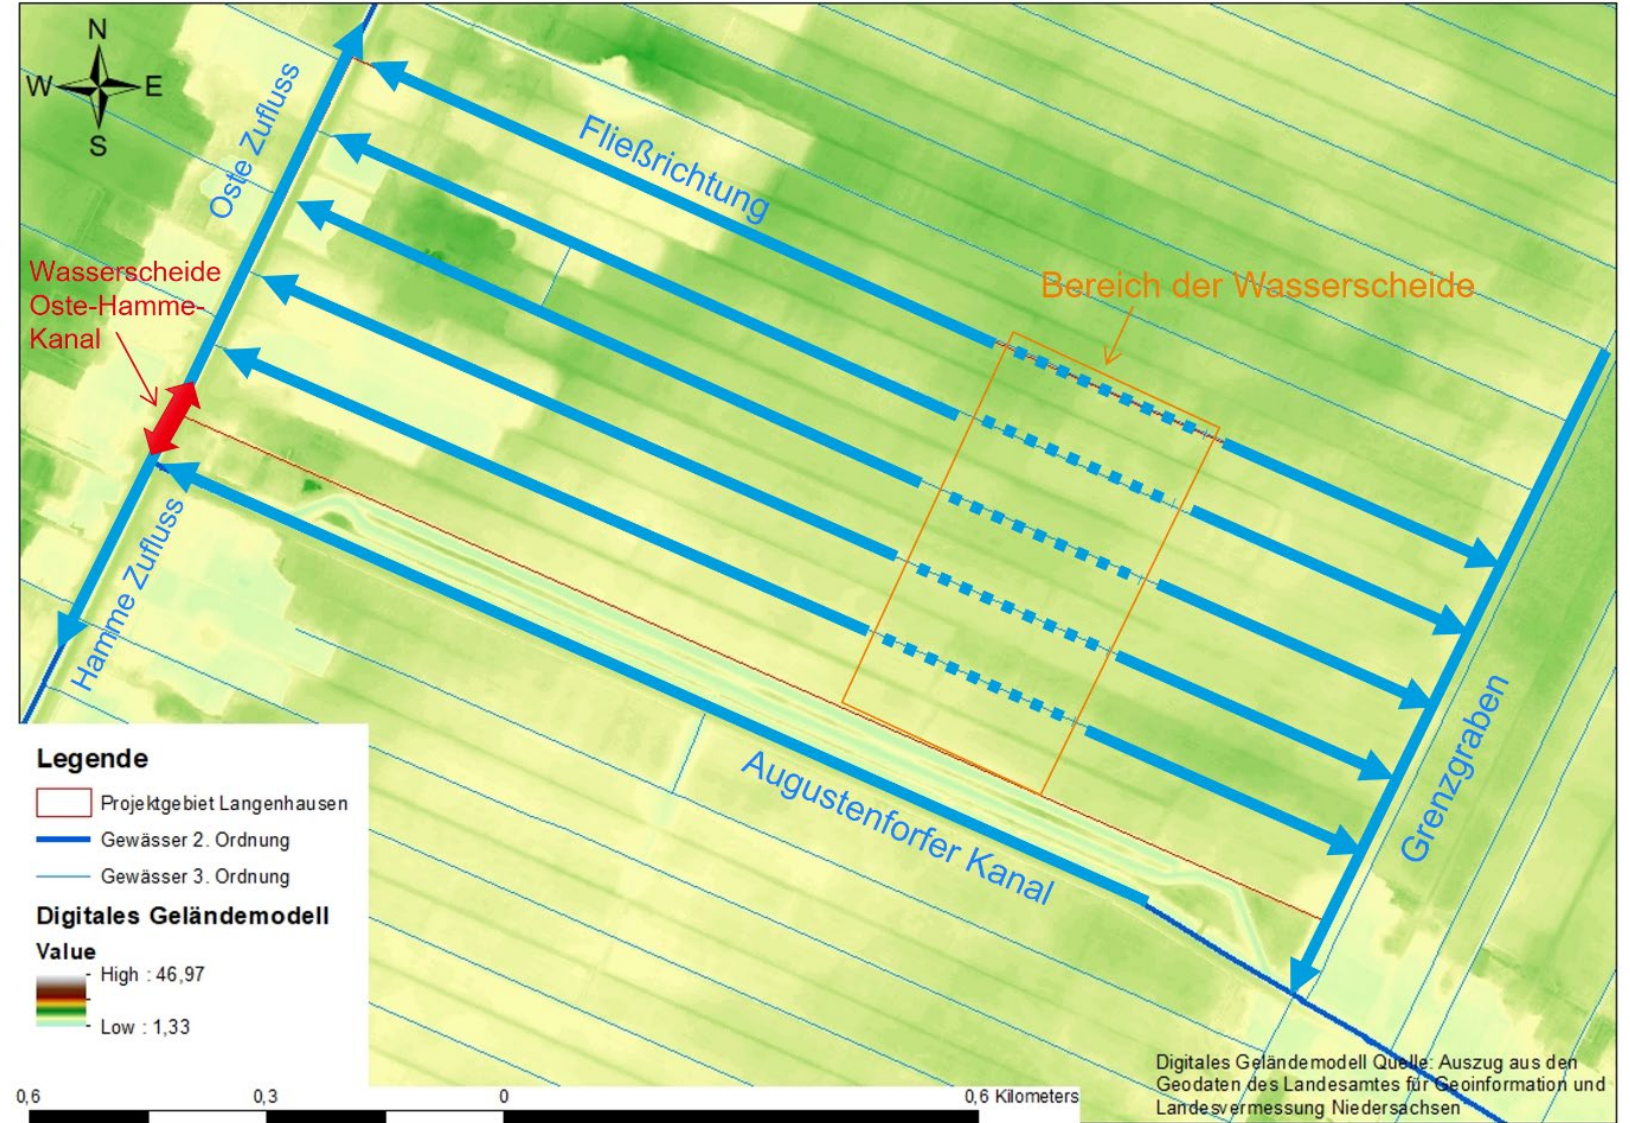 N
W
E
S
Oste Zufluss
Fließrichtung
Wasserscheide
Oste-Hamme-
Kanal
Bereich der Wasserscheide
Hamme Zufluss
Augustenforfer Kanal
Grenzgraben
Legende
Projektgebiet Langenhausen
Gewässer 2. Ordnung
Gewässer 3. Ordnung
Digitales Geländemodell
Value
High : 46,97
Low : 1,33
Digitales Geländemodell Quelle: Auszug aus den
Geodaten des Landesamtes für Geoinformation und
Landesvermessung Niedersachsen
0,6 0,3 0 0,6 Kilometers